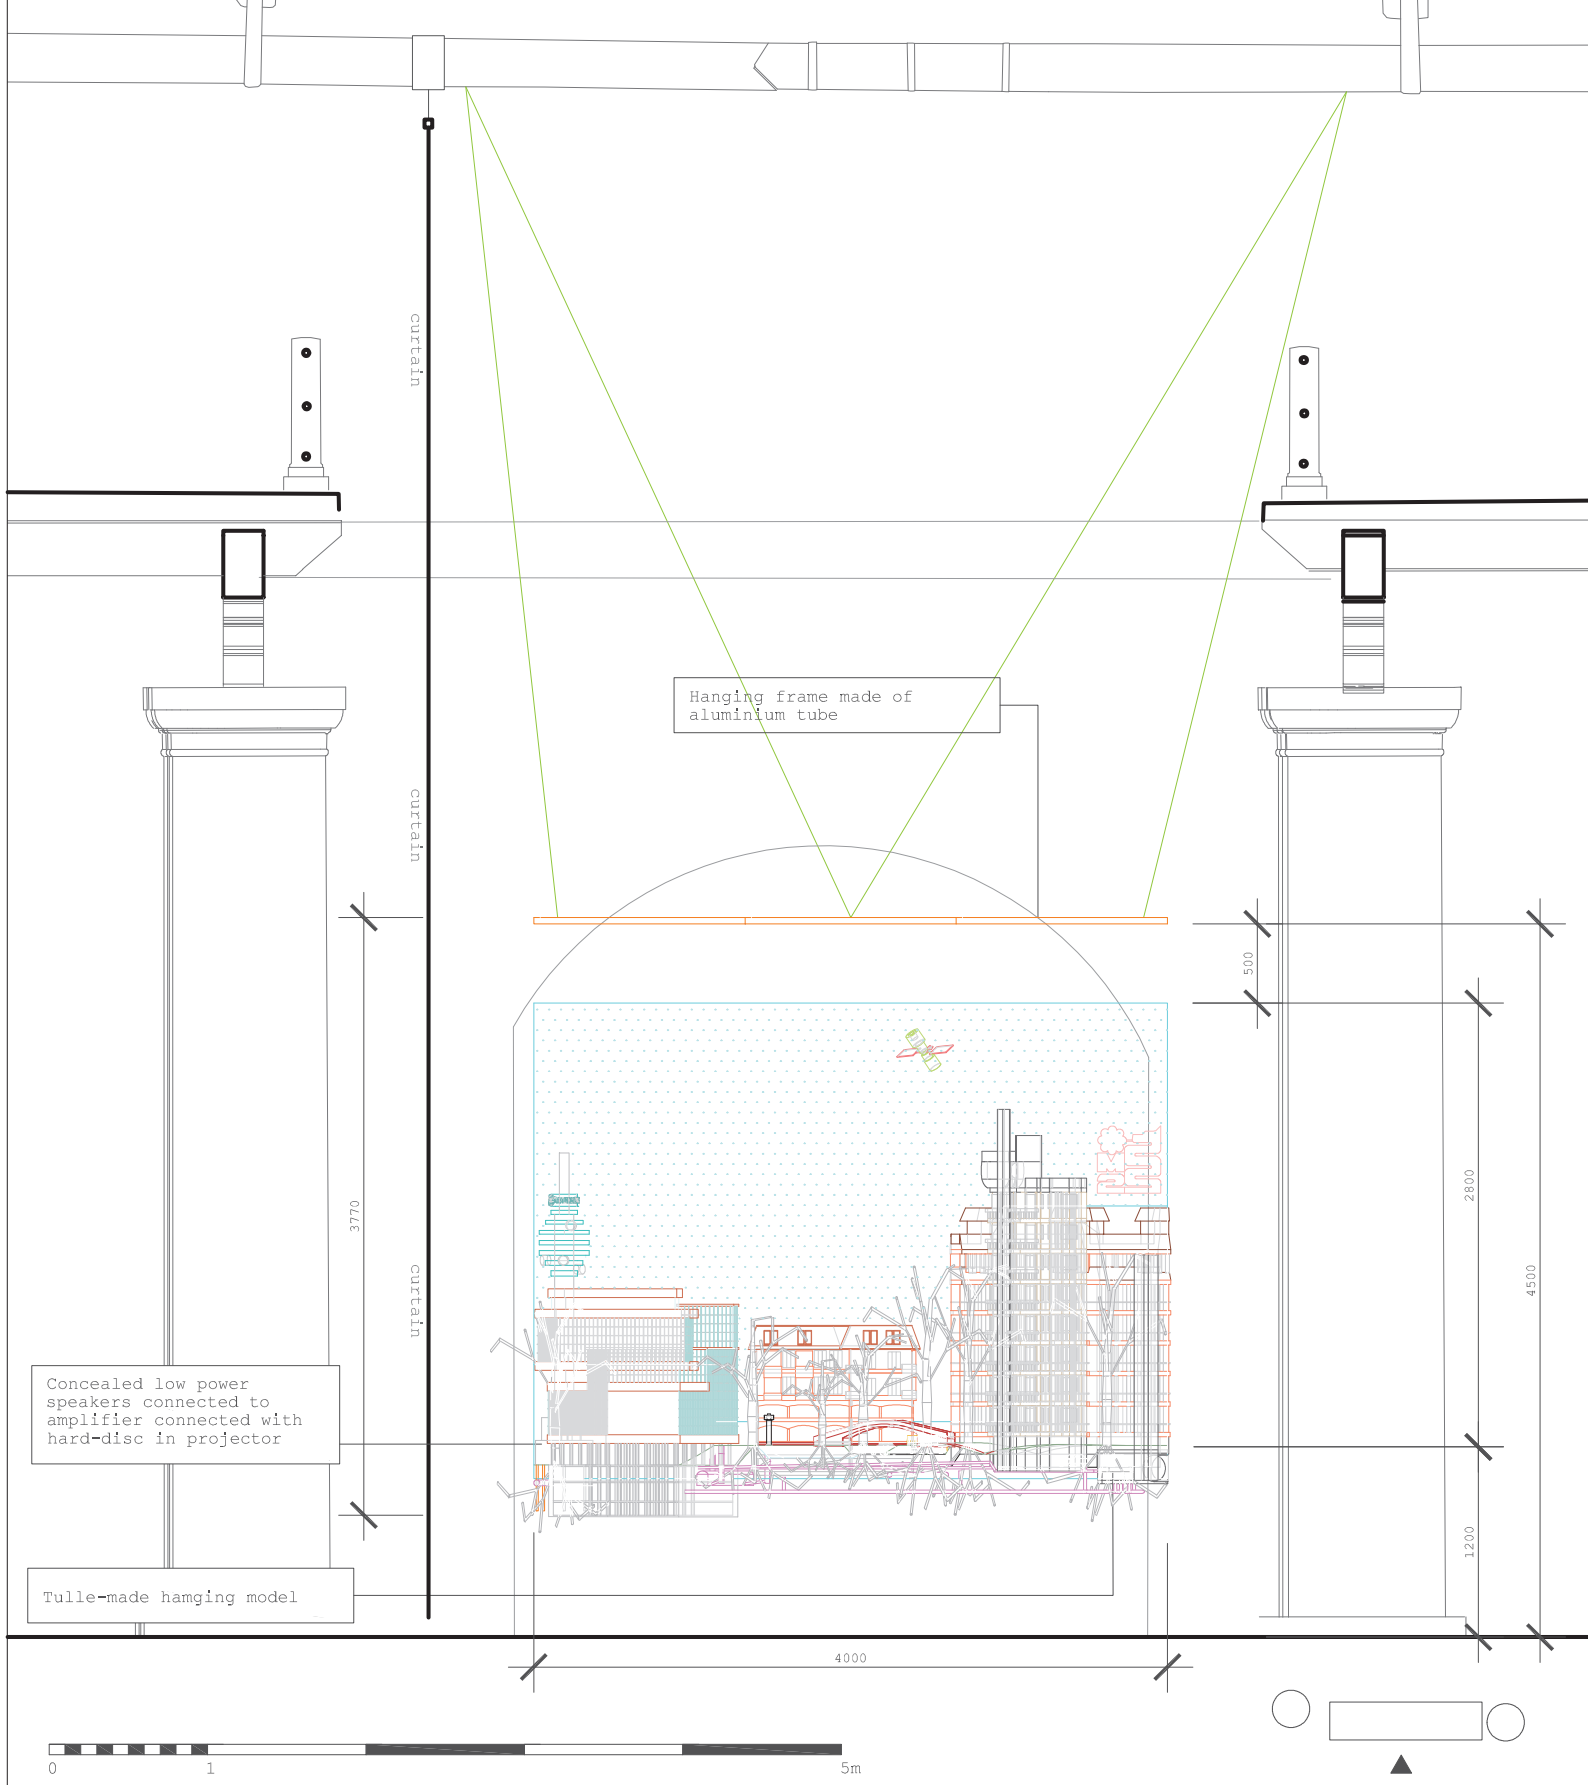 curtain
Hanging frame made of
aluminium tube
curtain
500
2800
3770
4500
curtain
Concealed low power
speakers connected to
amplifier connected with
hard-disc in projector
1200
Tulle-made hamging model
4000
0
1
5m